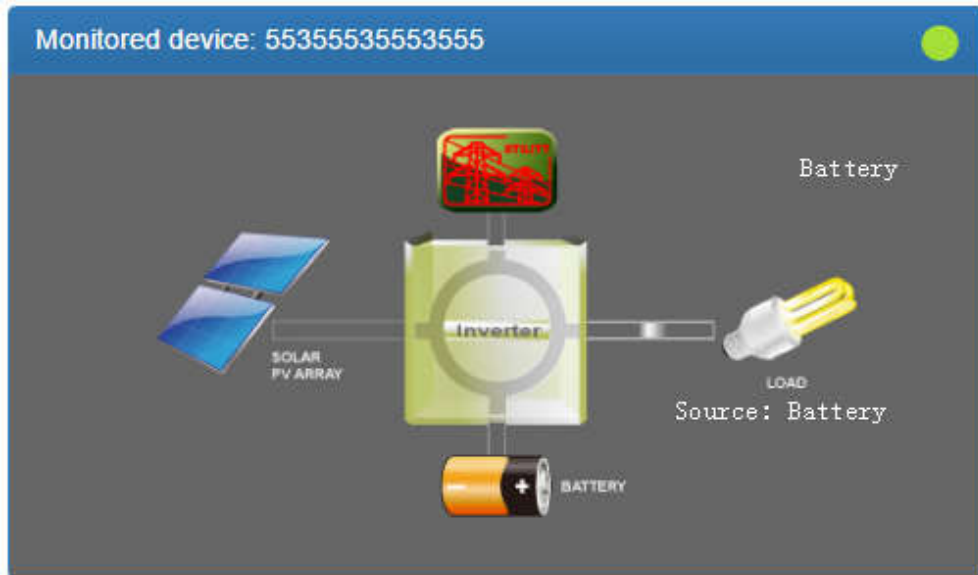 Monitored device: 55355535553555
UTILITY
Battery
Inverter
SOLAR
PV ARRAY
LOAD
Source: Battery
BATTERY